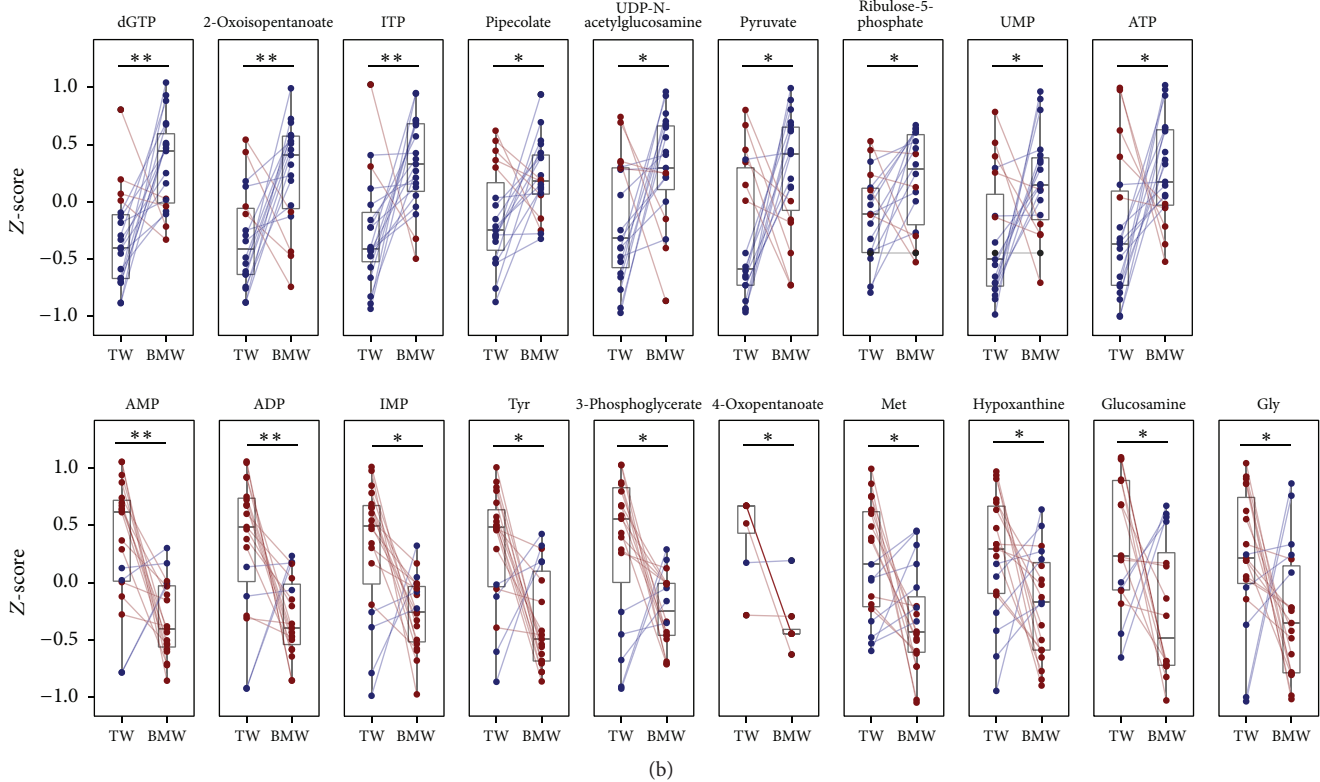 dGTP 2-Oxoisopentanoate ITP Pipecolate UDP-N-acetylglucosamine Pyruvate Ribulose-5-phosphate UMP ATP
** ** ** * * * * * *
Z-score
1.0
0.5
0.0
−0.5
−1.0
TW BMW TW BMW TW BMW TW BMW TW BMW TW BMW TW BMW TW BMW TW BMW
AMP ADP IMP Tyr 3-Phosphoglycerate 4-Oxopentanoate Met Hypoxanthine Glucosamine Gly
** ** * * * * * * * *
Z-score
1.0
0.5
0.0
−0.5
−1.0
TW BMW TW BMW TW BMW TW BMW TW BMW TW BMW TW BMW TW BMW TW BMW TW BMW
(b)